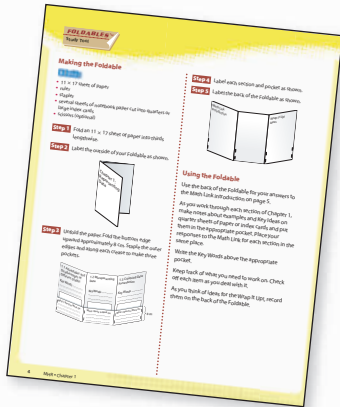 FOLDABLES
Study Tool
Making the Foldable
• 11 × 17 sheet of paper
• ruler
• stapler
• several sheets of notebook paper cut into quarters or
large index cards
• scissors (optional)
Step 1 Fold an 11 × 17 sheet of paper into thirds
lengthwise.
Step 2 Label the outside of your Foldable as shown.
Step 3 Unfold the paper. Fold the bottom edge
upward approximately 8 cm. Staple the outer
edges and along each crease to make three
pockets.
Step 4 Label each section and pocket as shown.
Step 5 Label the back of the Foldable as shown.
Using the Foldable
Use the back of the Foldable for your answers to
the Math Link introduction on page 5.
As you work through each section of Chapter 1,
make notes about examples and Key Ideas on
quarter sheets of paper or index cards and put
them in the appropriate pocket. Place your
responses to the Math Link for each section in the
same place.
Write the Key Words above the appropriate
pocket.
Keep track of what you need to work on. Check
off each item as you deal with it.
As you think of ideas for the Wrap It Up!, record
them on the back of the Foldable.
MHR • Chapter 1